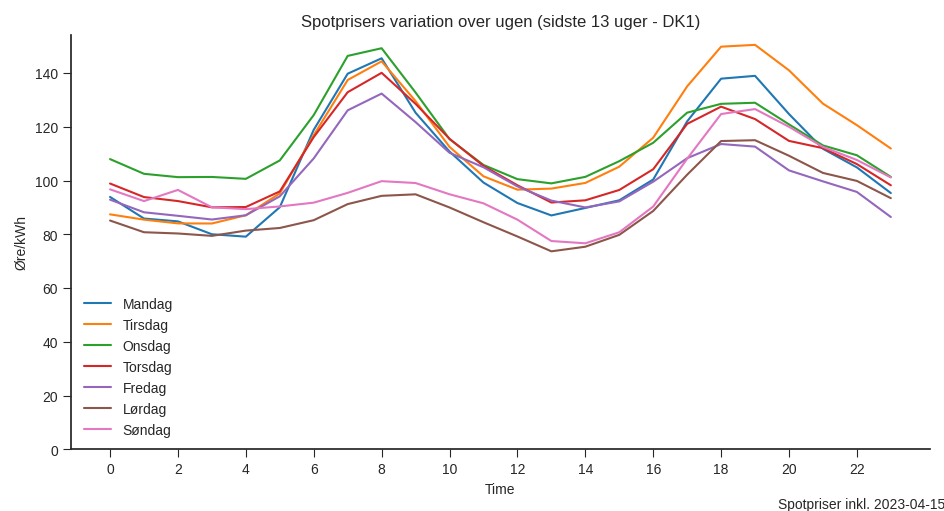 Spotprisers variation over ugen (sidste 13 uger - DK1)
Øre/kWh
140
120
100
80
60
40
20
0
Mandag
Tirsdag
Onsdag
Torsdag
Fredag
Lørdag
Søndag
0 2 4 6 8 10 12 14 16 18 20 22
Time
Spotpriser inkl. 2023-04-15